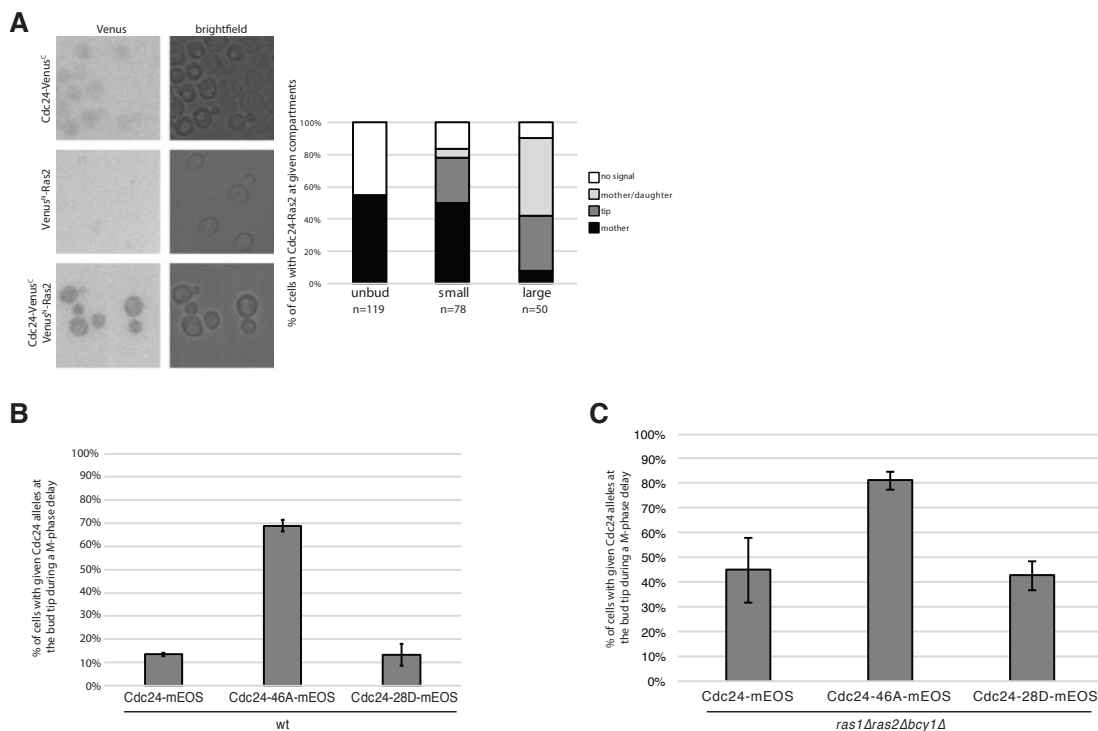 A
Venus
brightfield
Cdc24-Venusᶜ
Venusᴺ-Ras2
Cdc24-Venusᶜ
Venusᴺ-Ras2
% of cells with Cdc24-Ras2 at given compartments
100%
80%
60%
40%
20%
0%
unbud
small
large
n=119
n=78
n=50
no signal
mother/daughter
tip
mother
B
% of cells with given Cdc24 alleles at
the bud tip during a M-phase delay
100%
90%
80%
70%
60%
50%
40%
30%
20%
10%
0%
Cdc24-mEOS
Cdc24-46A-mEOS
Cdc24-28D-mEOS
wt
C
% of cells with given Cdc24 alleles at
the bud tip during a M-phase delay
100%
90%
80%
70%
60%
50%
40%
30%
20%
10%
0%
Cdc24-mEOS
Cdc24-46A-mEOS
Cdc24-28D-mEOS
ras1Δras2Δbcy1Δ